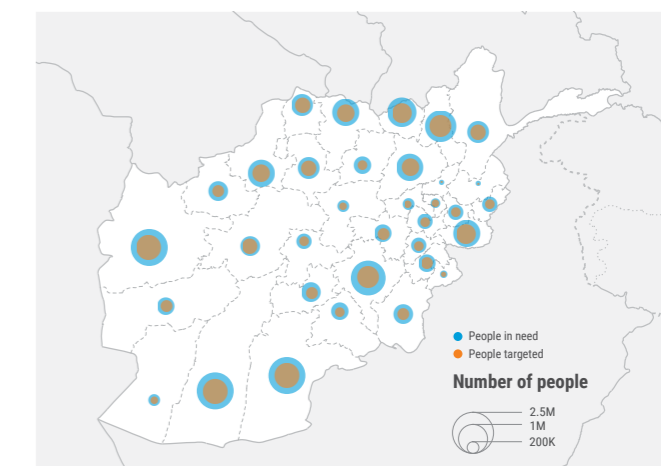 People in need
People targeted
Number of people
2.5M
1M
200K